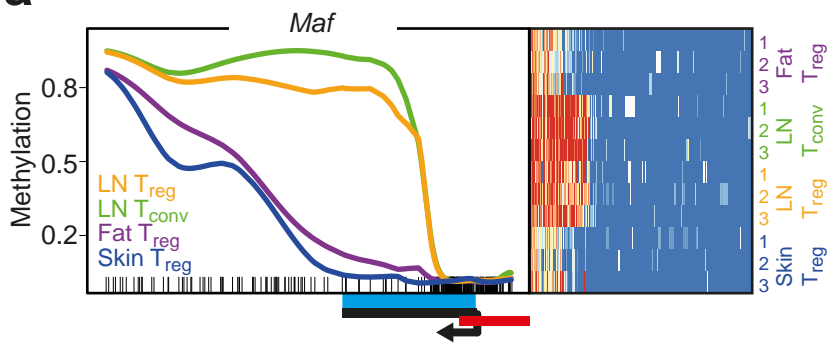 a
Maf
Methylation
0.8
0.5
0.2
LN Treg
LN Tconv
Fat Treg
Skin Treg
1
2
3
Fat
Treg
1
2
3
LN
Tconv
1
2
3
LN
Treg
1
2
3
Skin
Treg